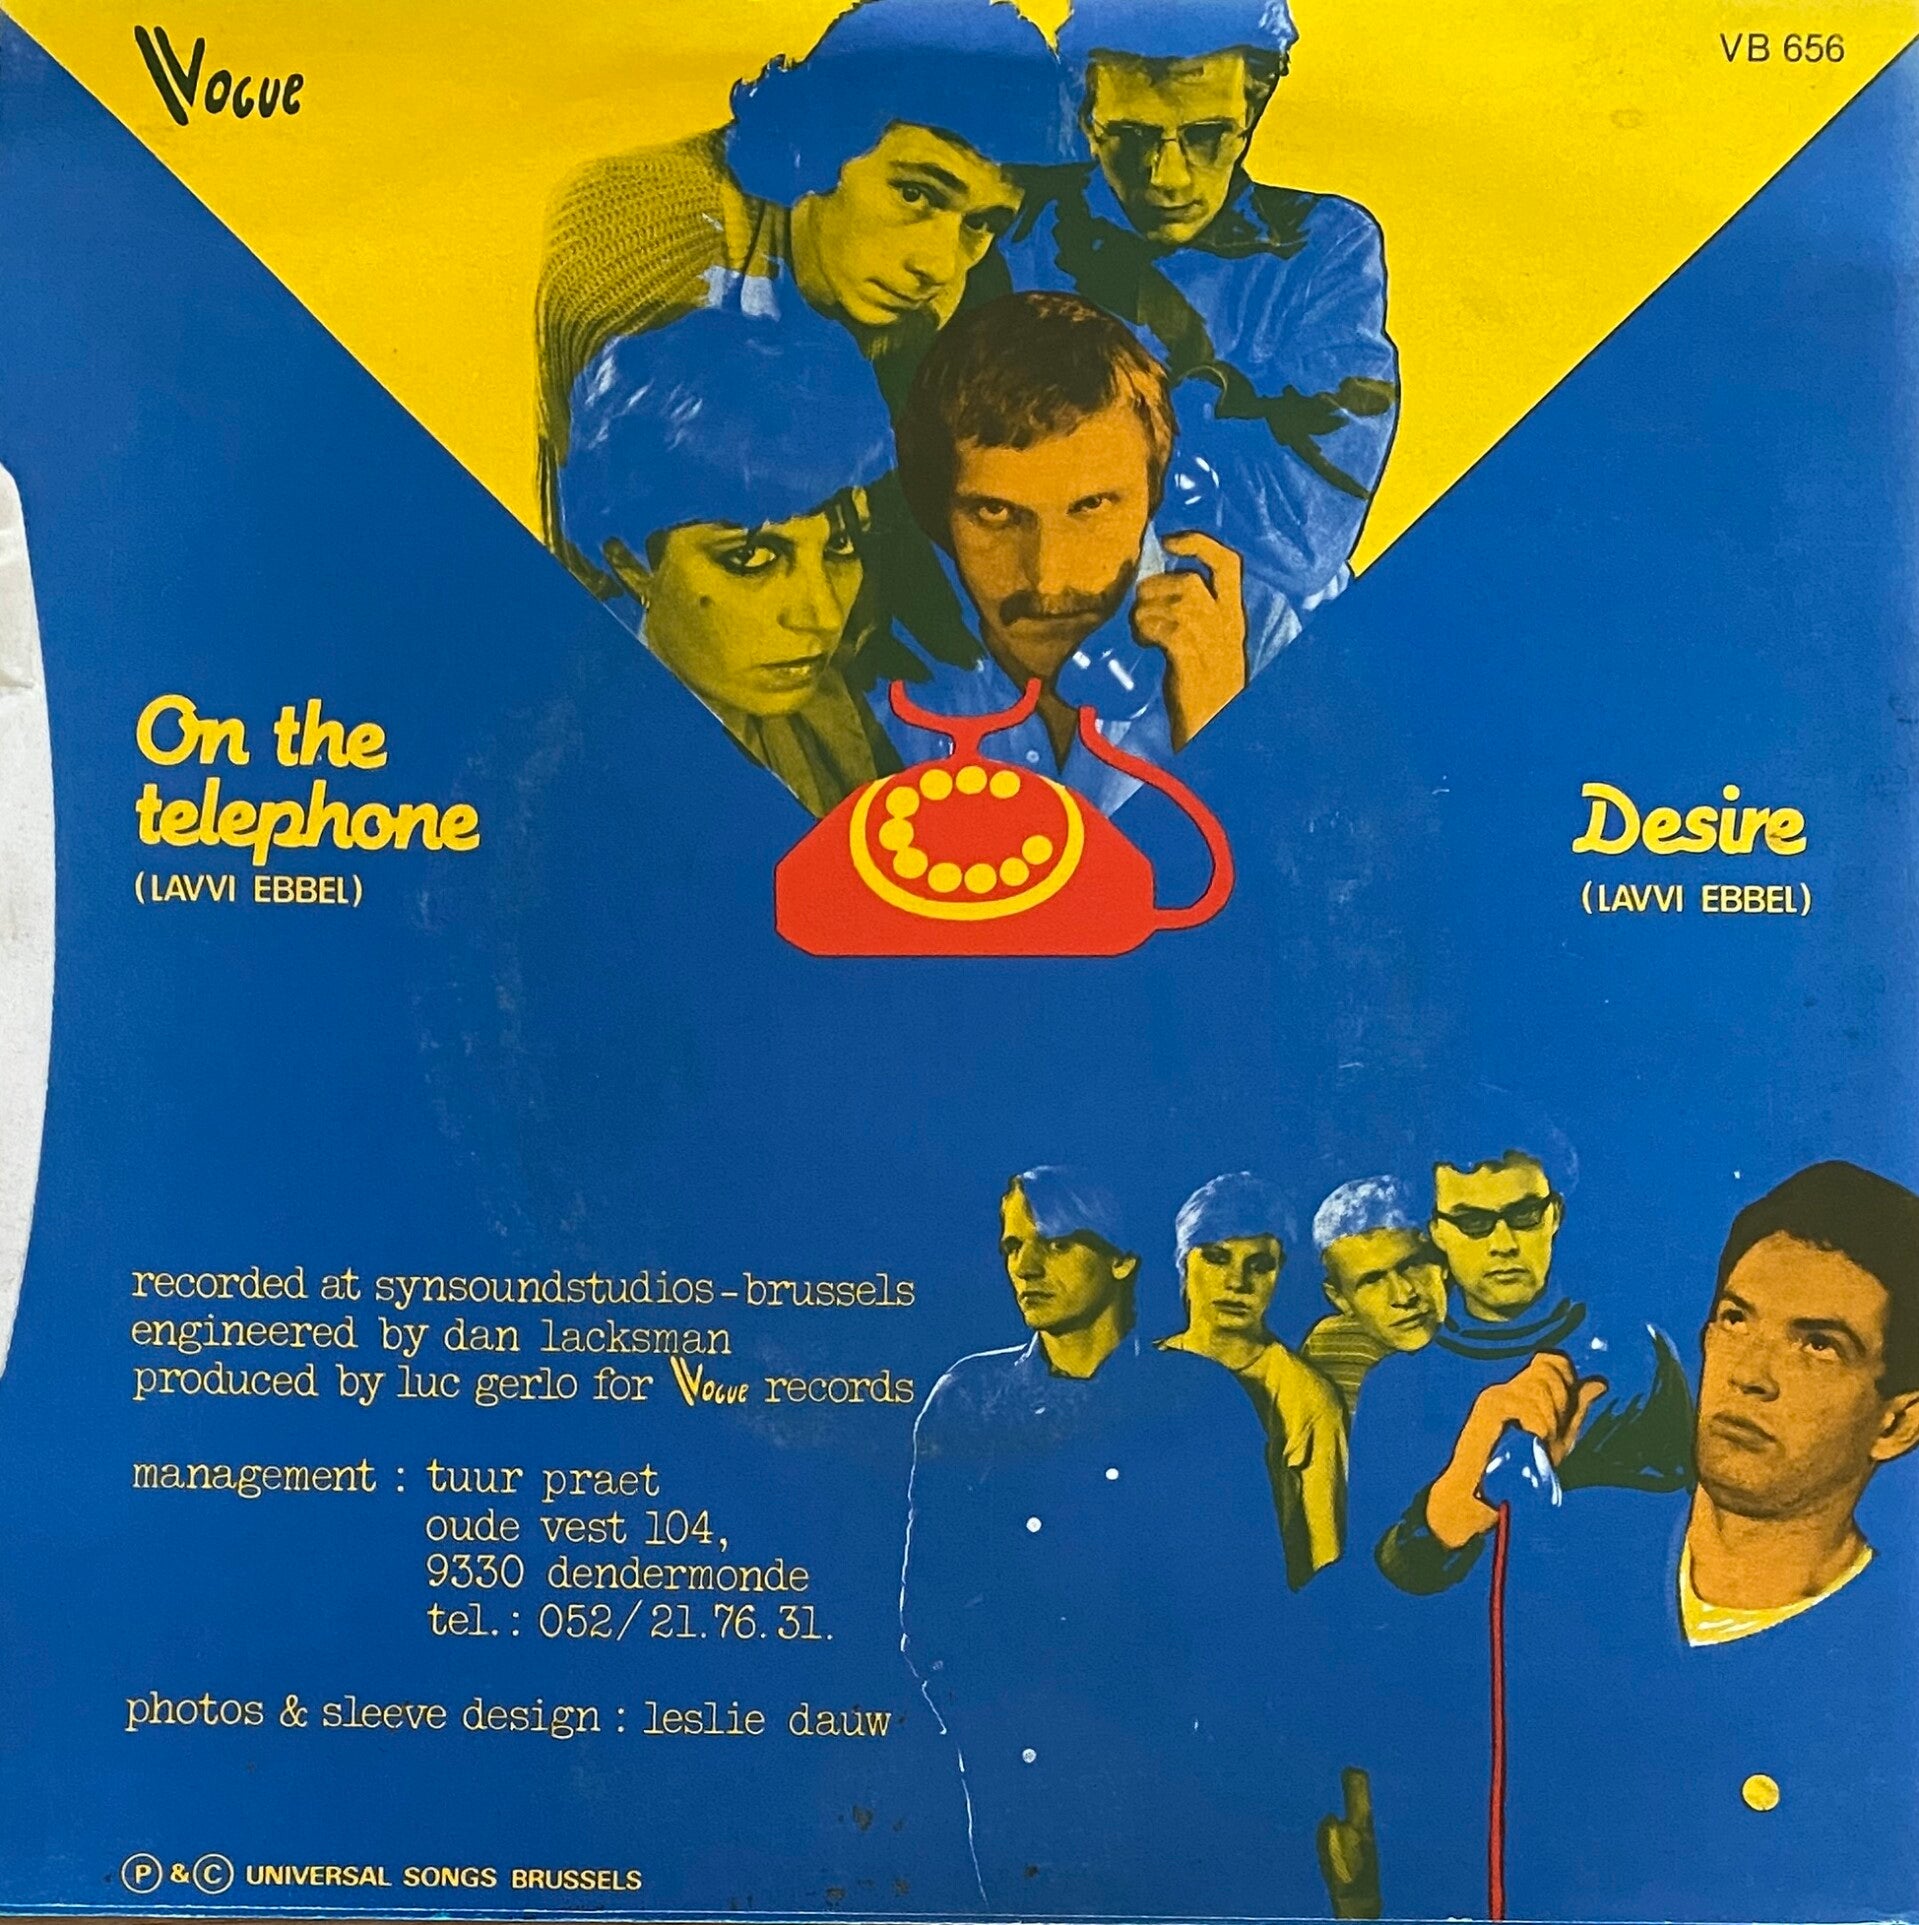 Vogue
VB 656
On the
telephone
(LAVVI EBBEL)
Desire
(LAVVI EBBEL)
recorded at synsoundstudios-brussels
engineered by dan lacksman
produced by luc gerlo for Vogue records
management : tuur praet
oude vest 104,
9330 dendermonde
tel.: 052/21.76.31.
photos & sleeve design : leslie dauw
Ⓟ & Ⓒ UNIVERSAL SONGS BRUSSELS